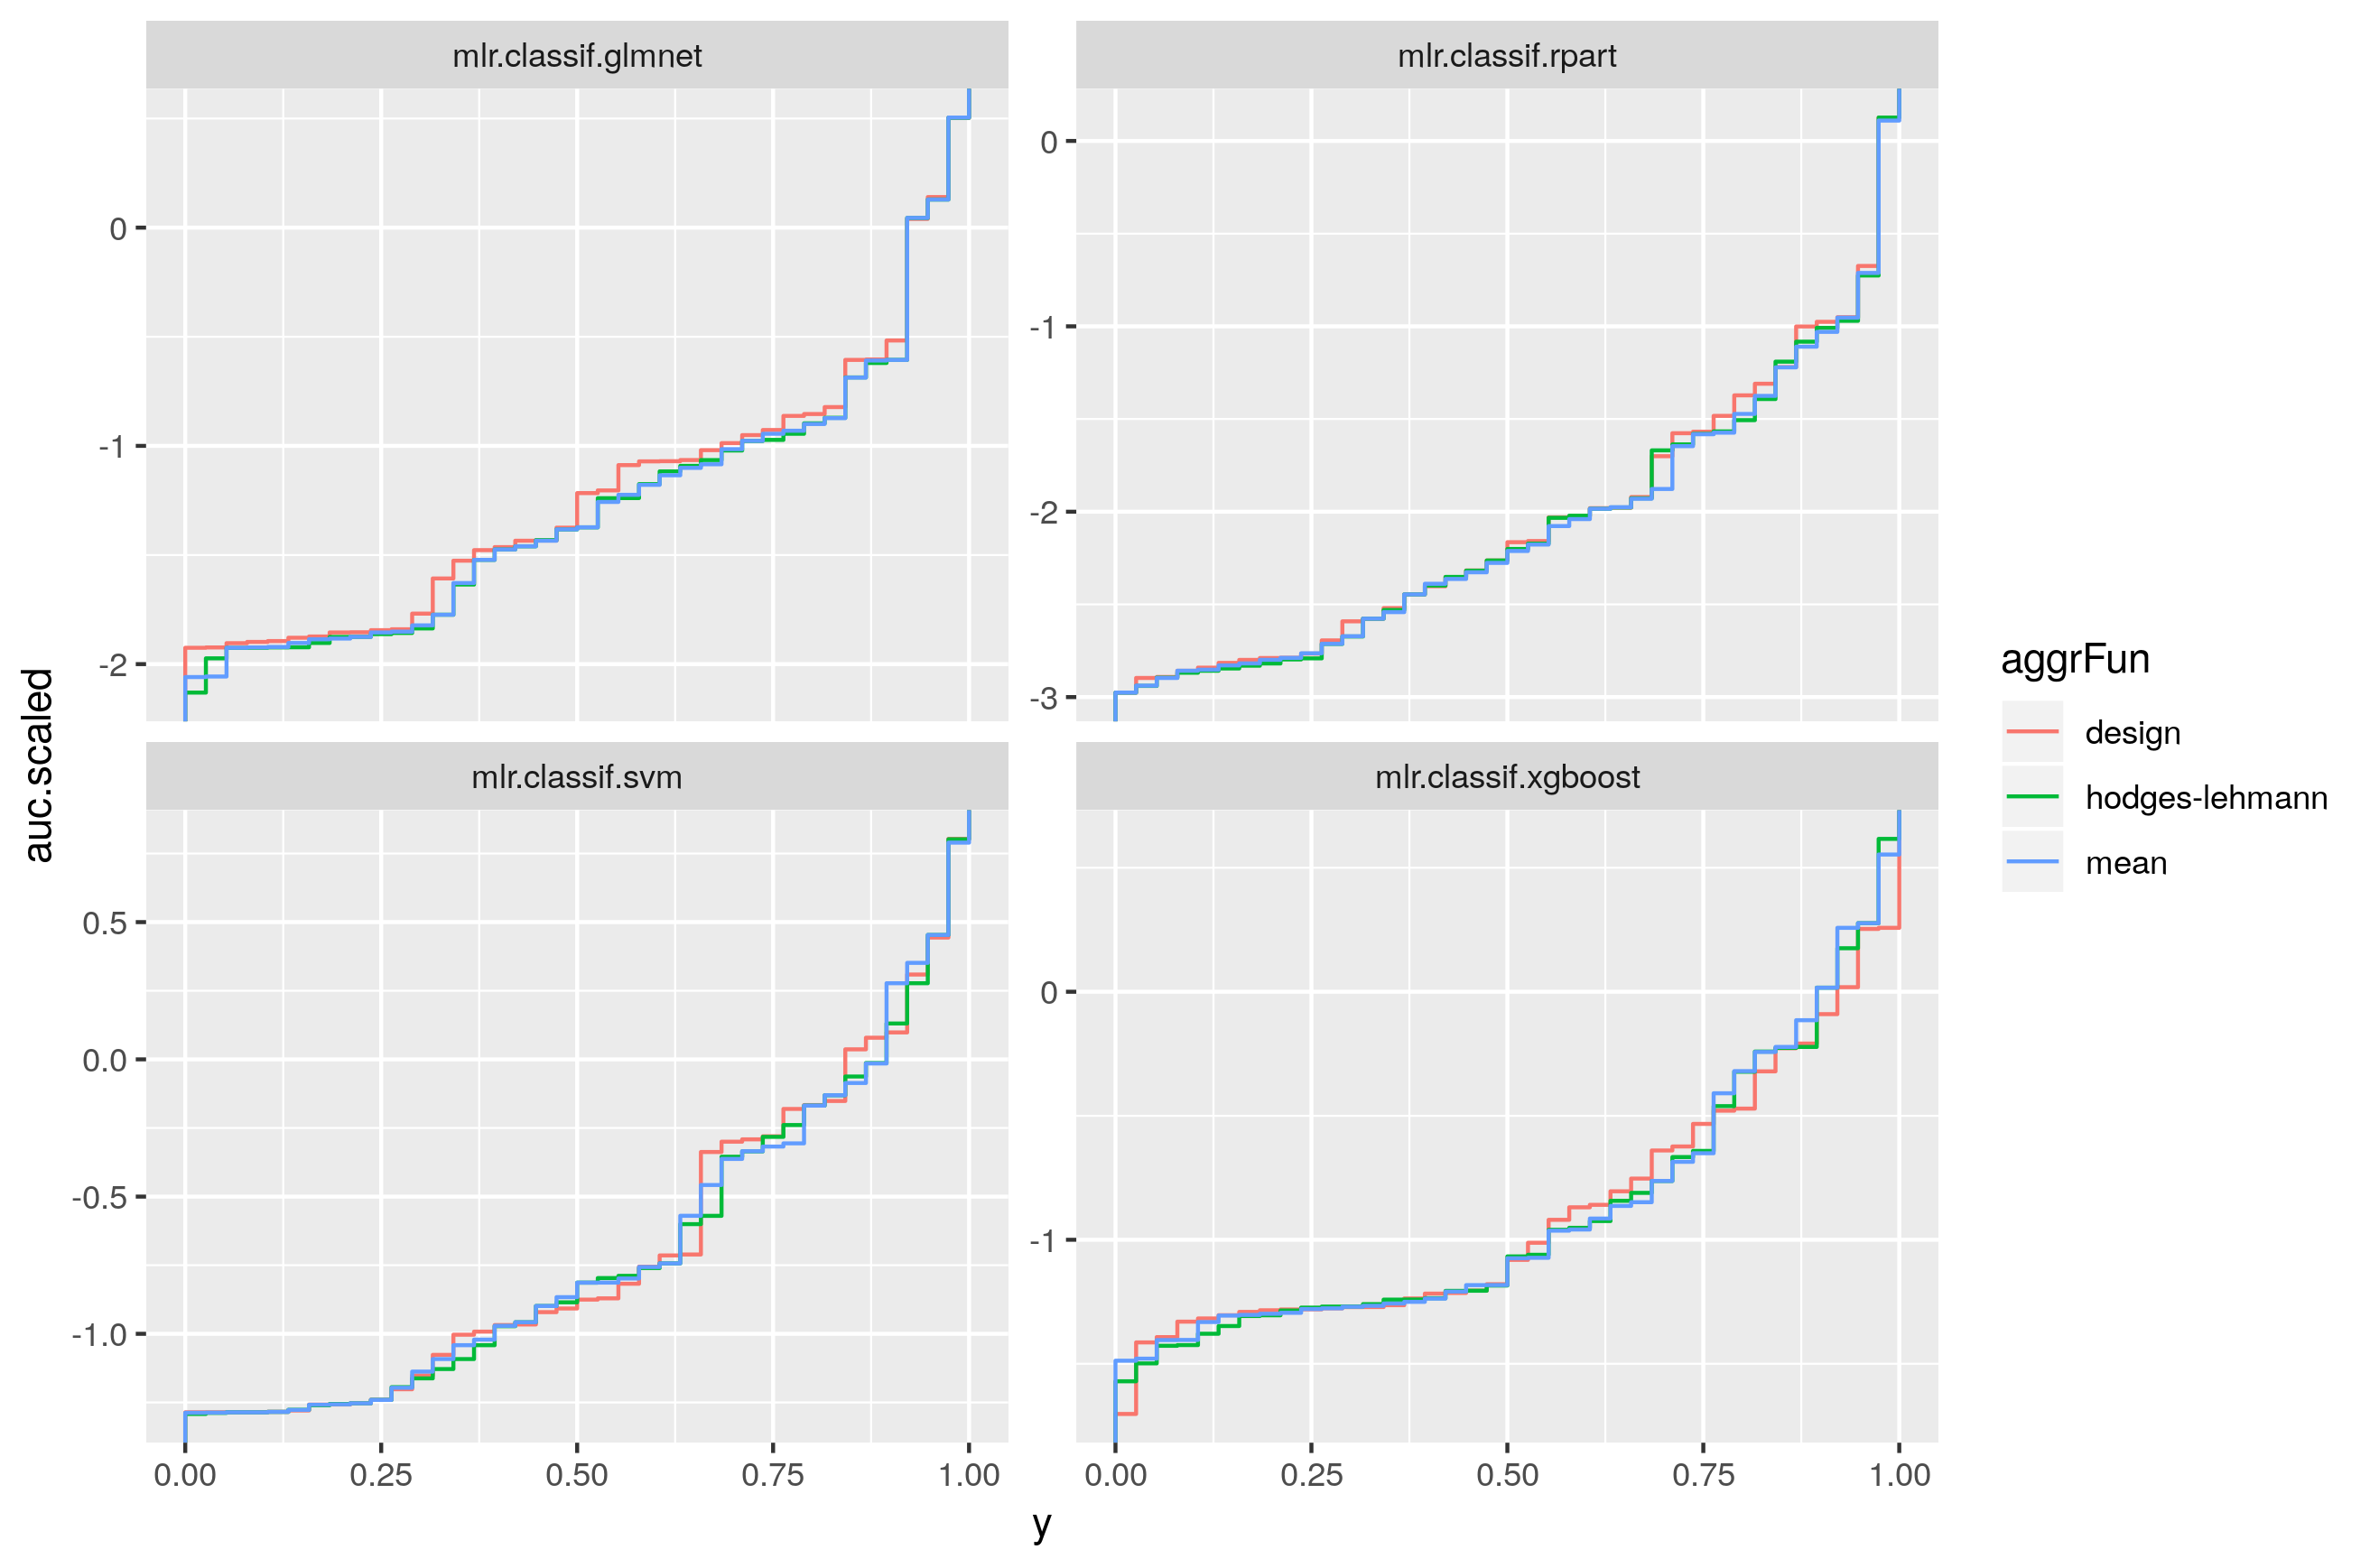 mlr.classif.glmnet
mlr.classif.rpart
0
-1
-2
0
-1
-2
-3
mlr.classif.svm
mlr.classif.xgboost
0.5
0.0
-0.5
-1.0
0
-1
0.00 0.25 0.50 0.75 1.00
0.00 0.25 0.50 0.75 1.00
y
auc.scaled
aggrFun
design
hodges-lehmann
mean